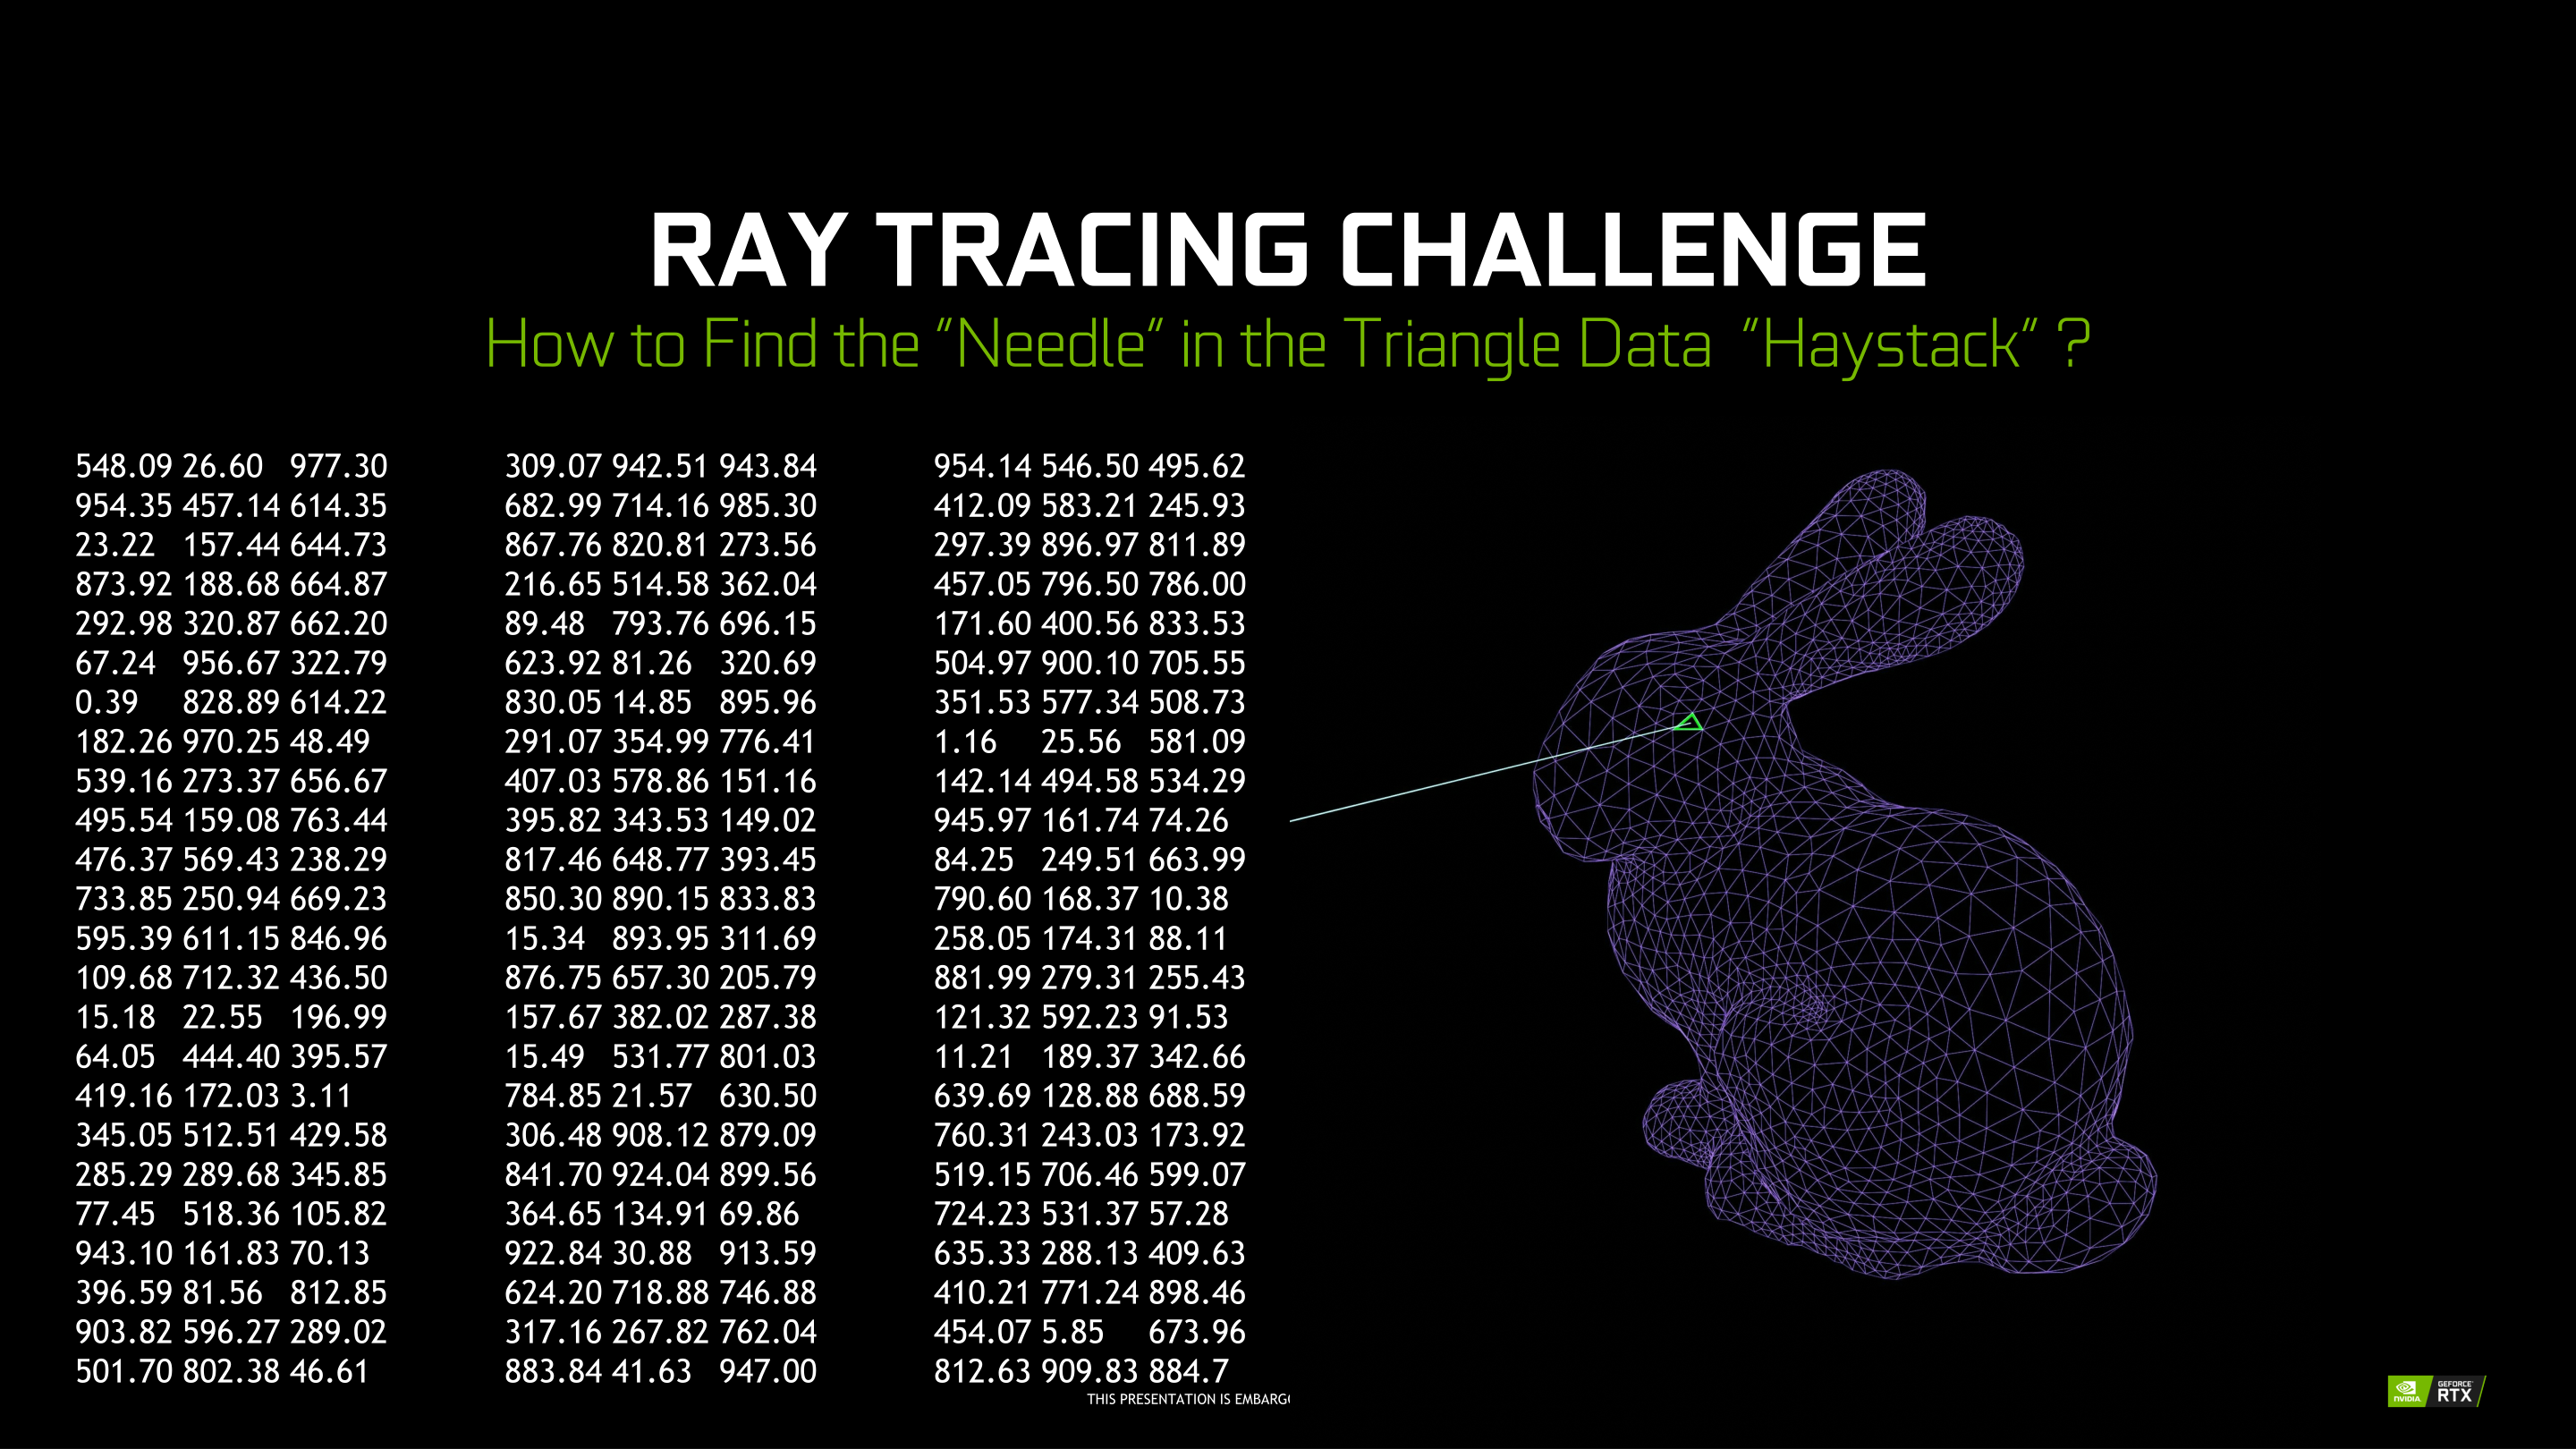 RAY TRACING CHALLENGE
How to Find the “Needle” in the Triangle Data “Haystack” ?
548.09 26.60 977.30
954.35 457.14 614.35
23.22 157.44 644.73
873.92 188.68 664.87
292.98 320.87 662.20
67.24 956.67 322.79
0.39 828.89 614.22
182.26 970.25 48.49
539.16 273.37 656.67
495.54 159.08 763.44
476.37 569.43 238.29
733.85 250.94 669.23
595.39 611.15 846.96
109.68 712.32 436.50
15.18 22.55 196.99
64.05 444.40 395.57
419.16 172.03 3.11
345.05 512.51 429.58
285.29 289.68 345.85
77.45 518.36 105.82
943.10 161.83 70.13
396.59 81.56 812.85
903.82 596.27 289.02
501.70 802.38 46.61
309.07 942.51 943.84
682.99 714.16 985.30
867.76 820.81 273.56
216.65 514.58 362.04
89.48 793.76 696.15
623.92 81.26 320.69
830.05 14.85 895.96
291.07 354.99 776.41
407.03 578.86 151.16
395.82 343.53 149.02
817.46 648.77 393.45
850.30 890.15 833.83
15.34 893.95 311.69
876.75 657.30 205.79
157.67 382.02 287.38
15.49 531.77 801.03
784.85 21.57 630.50
306.48 908.12 879.09
841.70 924.04 899.56
364.65 134.91 69.86
922.84 30.88 913.59
624.20 718.88 746.88
317.16 267.82 762.04
883.84 41.63 947.00
954.14 546.50 495.62
412.09 583.21 245.93
297.39 896.97 811.89
457.05 796.50 786.00
171.60 400.56 833.53
504.97 900.10 705.55
351.53 577.34 508.73
1.16 25.56 581.09
142.14 494.58 534.29
945.97 161.74 74.26
84.25 249.51 663.99
790.60 168.37 10.38
258.05 174.31 88.11
881.99 279.31 255.43
121.32 592.23 91.53
11.21 189.37 342.66
639.69 128.88 688.59
760.31 243.03 173.92
519.15 706.46 599.07
724.23 531.37 57.28
635.33 288.13 409.63
410.21 771.24 898.46
454.07 5.85 673.96
812.63 909.83 884.7
THIS PRESENTATION IS EMBARG
NVIDIA
GEFORCE
RTX